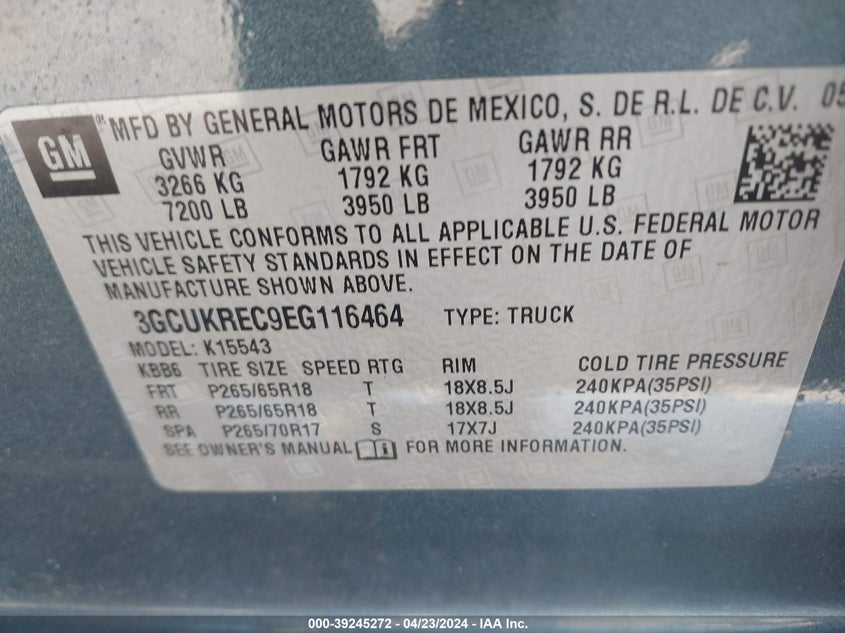 GM ® MFD BY GENERAL MOTORS DE MEXICO, S. DE R.L. DE C.V. 05
GVWR GAWR FRT GAWR RR
3266 KG 1792 KG 1792 KG
7200 LB 3950 LB 3950 LB
THIS VEHICLE CONFORMS TO ALL APPLICABLE U.S. FEDERAL MOTOR
VEHICLE SAFETY STANDARDS IN EFFECT ON THE DATE OF
MANUFACTURE SHOWN ABOVE.
3GCUKREC9EG116464 TYPE: TRUCK
MODEL: K15543
KBB6 TIRE SIZE SPEED RTG RIM COLD TIRE PRESSURE
FRT P265/65R18 T 18X8.5J 240KPA(35PSI)
RR P265/65R18 T 18X8.5J 240KPA(35PSI)
SPA P265/70R17 S 17X7J 240KPA(35PSI)
SEE OWNER'S MANUAL FOR MORE INFORMATION.
000-39245272 - 04/23/2024 - IAA Inc.